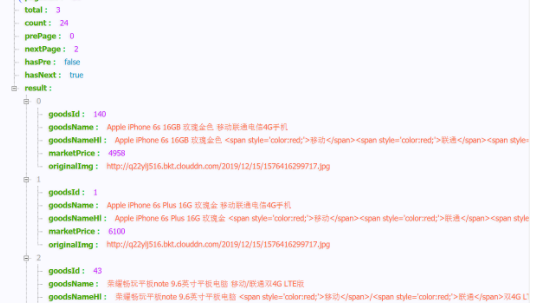 total : 3
count : 24
prePage : 0
nextPage : 2
hasPre : false
hasNext : true
result :
0
goodsId : 140
goodsName : Apple iPhone 6s 16GB 玫瑰金色 移动联通电信4G手机
goodsNameHl : Apple iPhone 6s 16GB 玫瑰金色 <span style='color:red;'>移动</span><span style='color:red;'>联通</span><span style=
marketPrice : 4958
originalImg : http://q22ylj516.bkt.clouddn.com/2019/12/15/1576416299717.jpg
1
goodsId : 1
goodsName : Apple iPhone 6s Plus 16G 玫瑰金 移动联通电信4G手机
goodsNameHl : Apple iPhone 6s Plus 16G 玫瑰金 <span style='color:red;'>移动</span><span style='color:red;'>联通</span><span style
marketPrice : 6100
originalImg : http://q22ylj516.bkt.clouddn.com/2019/12/15/1576416299717.jpg
2
goodsId : 43
goodsName : 荣耀畅玩平板note 9.6英寸平板电脑 移动/联通双4G LTE版
goodsNameHl : 荣耀畅玩平板note 9.6英寸平板电脑 <span style='color:red;'>移动</span>/<span style='color:red;'>联通</span>双4G